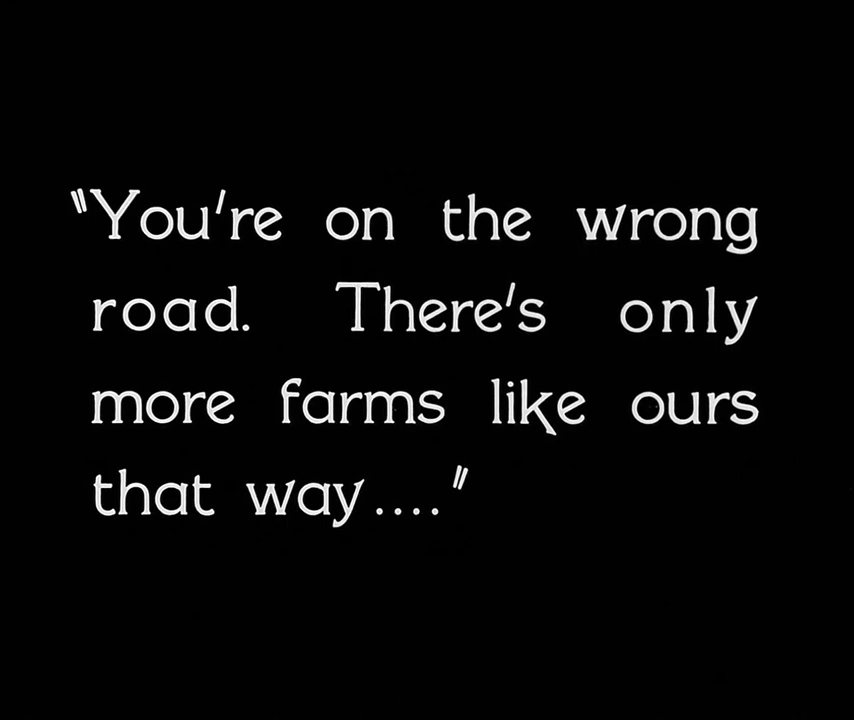 "You're on the wrong
road. There's only
more farms like ours
that way...."